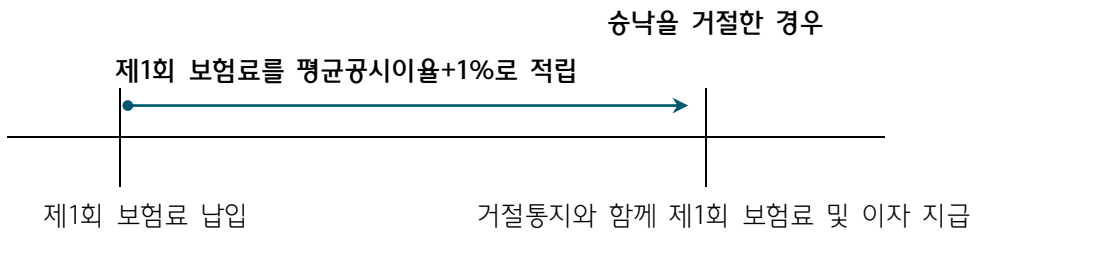 승낙을 거절한 경우
제1회 보험료를 평균공시이율+1%로 적립
제1회 보험료 납입
거절통지와 함께 제1회 보험료 및 이자 지급